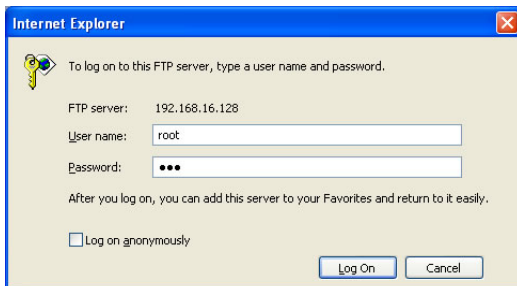 Internet Explorer
To log on to this FTP server, type a user name and password.
FTP server: 192.168.16.128
User name: root
Password: •••
After you log on, you can add this server to your Favorites and return to it easily.
Log on anonymously
Log On Cancel